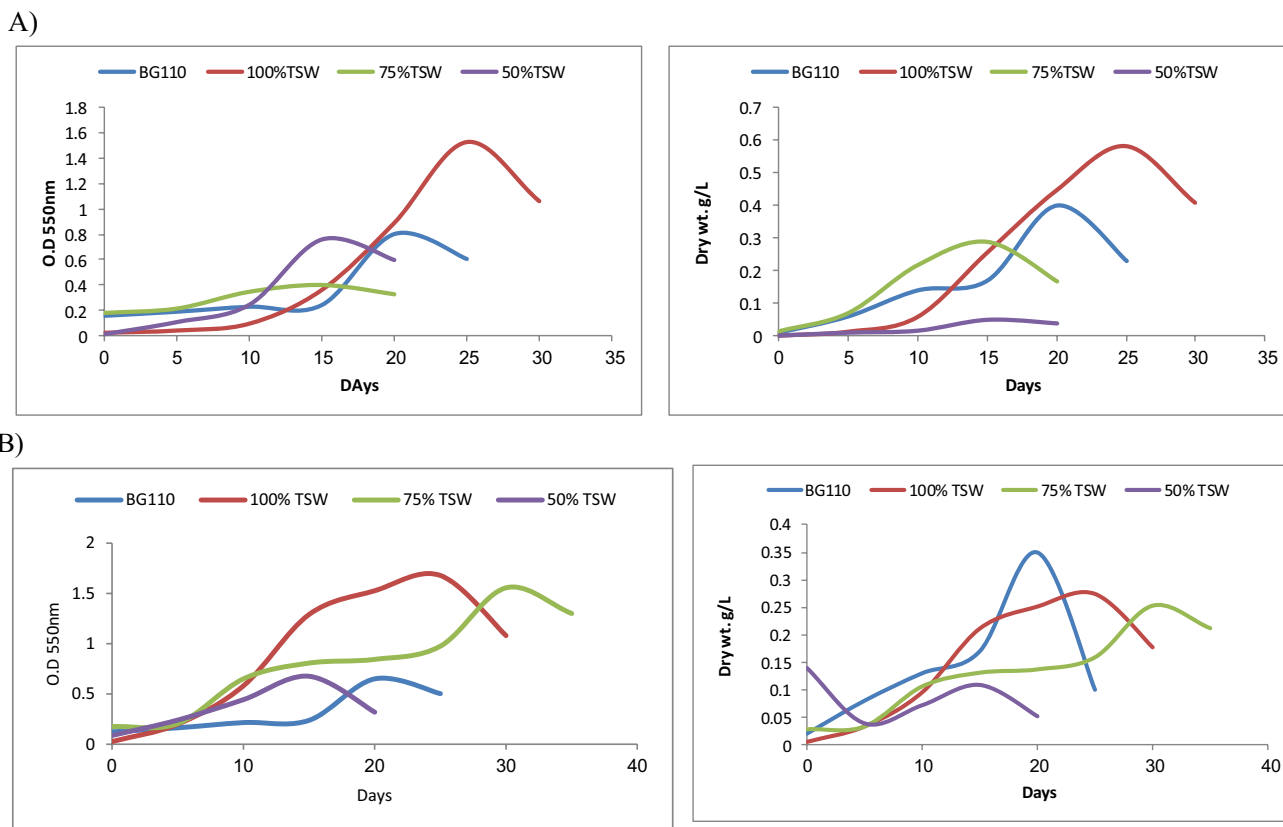 A)
BG110 100%TSW 75%TSW 50%TSW
1.8
1.6
1.4
1.2
1
0.8
0.6
0.4
0.2
0
O.D 550nm
0 5 10 15 20 25 30 35
DAys
BG110 100%TSW 75%TSW 50%TSW
0.7
0.6
0.5
0.4
0.3
0.2
0.1
0
Dry wt. g/L
0 5 10 15 20 25 30 35
Days
B)
BG110 100% TSW 75% TSW 50% TSW
2
1.5
1
0.5
0
O.D 550nm
0 10 20 30 40
Days
BG110 100% TSW 75% TSW 50% TSW
0.4
0.35
0.3
0.25
0.2
0.15
0.1
0.05
0
Dry wt. g/L
0 10 20 30 40
Days